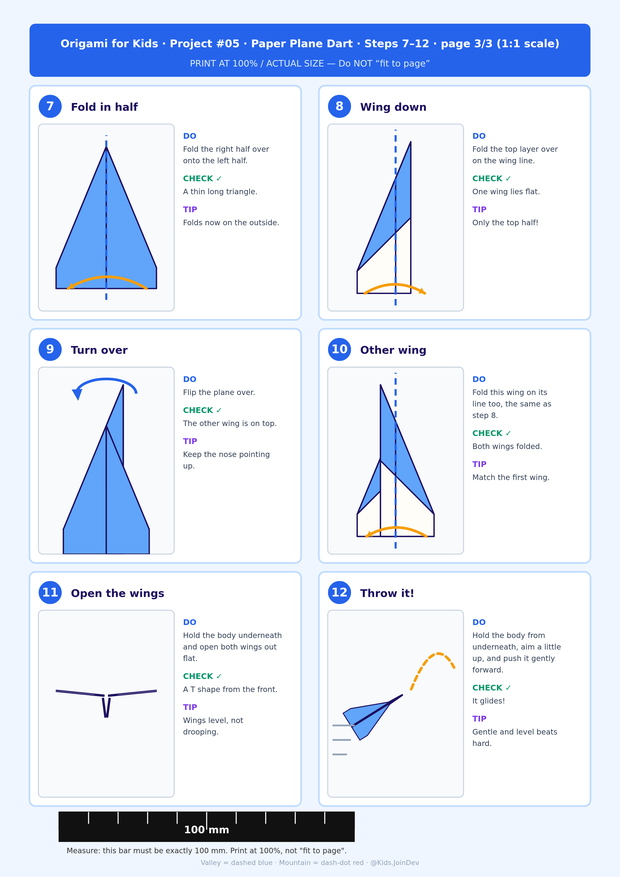 Origami for Kids · Project #05 · Paper Plane Dart · Steps 7–12 · page 3/3 (1:1 scale)
PRINT AT 100% / ACTUAL SIZE — Do NOT "fit to page"
7 Fold in half
DO
Fold the right half over
onto the left half.
CHECK ✓
A thin long triangle.
TIP
Folds now on the outside.
8 Wing down
DO
Fold the top layer over
on the wing line.
CHECK ✓
One wing lies flat.
TIP
Only the top half!
9 Turn over
DO
Flip the plane over.
CHECK ✓
The other wing is on top.
TIP
Keep the nose pointing
up.
10 Other wing
DO
Fold this wing on its
line too, the same as
step 8.
CHECK ✓
Both wings folded.
TIP
Match the first wing.
11 Open the wings
DO
Hold the body underneath
and open both wings out
flat.
CHECK ✓
A T shape from the front.
TIP
Wings level, not
drooping.
12 Throw it!
DO
Hold the body from
underneath, aim a little
up, and push it gently
forward.
CHECK ✓
It glides!
TIP
Gentle and level beats
hard.
100 mm
Measure: this bar must be exactly 100 mm. Print at 100%, not "fit to page".
Valley = dashed blue · Mountain = dash-dot red · @Kids.JoinDev